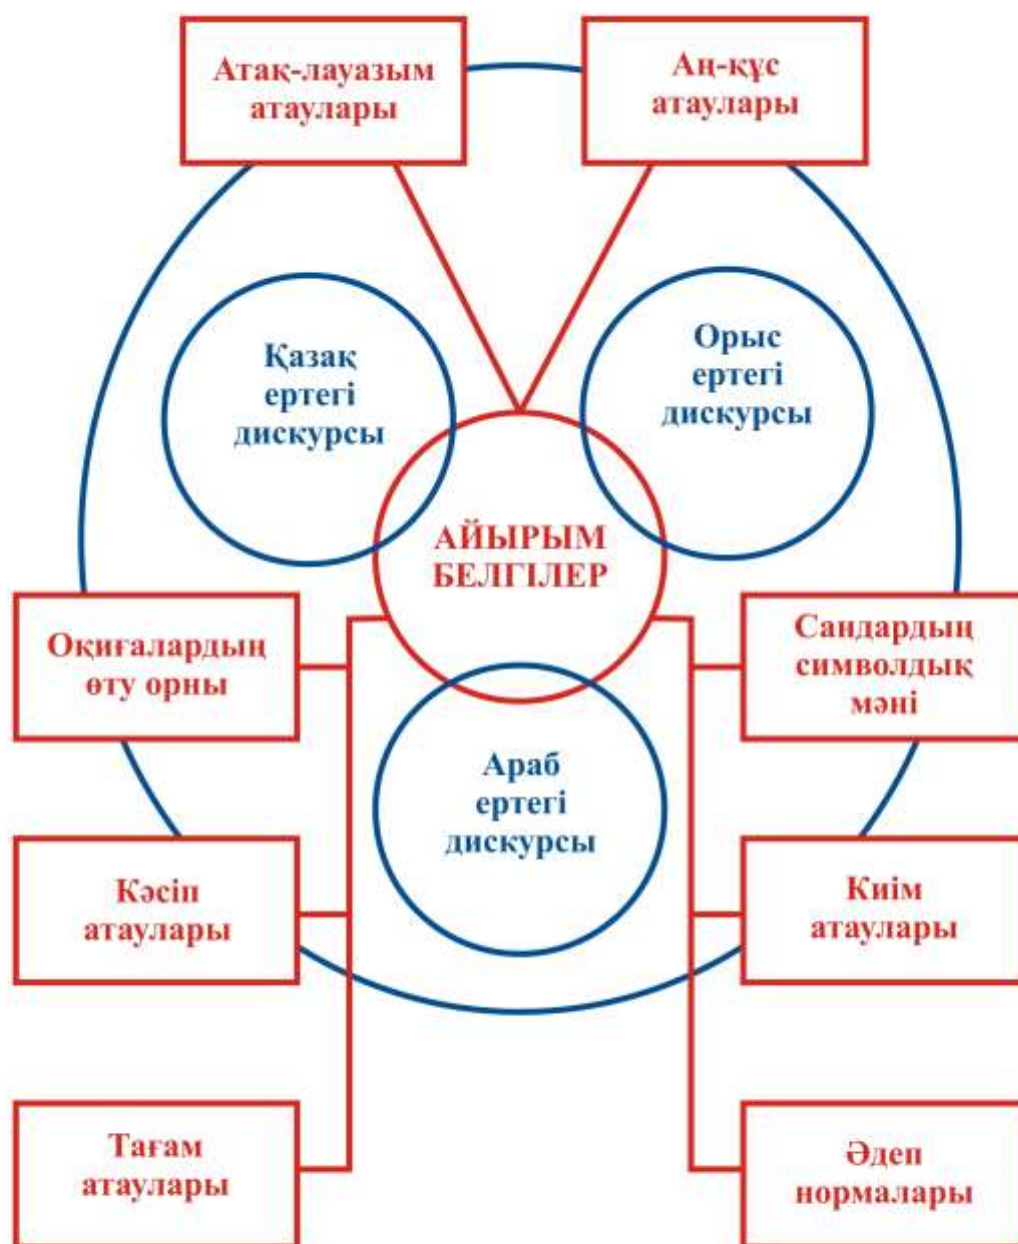 Атақ-лауазым
атаулары
Аң-құс
атаулары
Қазақ
ертегі
дискурсы
Орыс
ертегі
дискурсы
АЙЫРЫМ
БЕЛГІЛЕР
Оқиғалардың
өту орны
Сандардың
символдық
мәні
Араб
ертегі
дискурсы
Кәсіп
атаулары
Киім
атаулары
Тағам
атаулары
Әдеп
нормалары